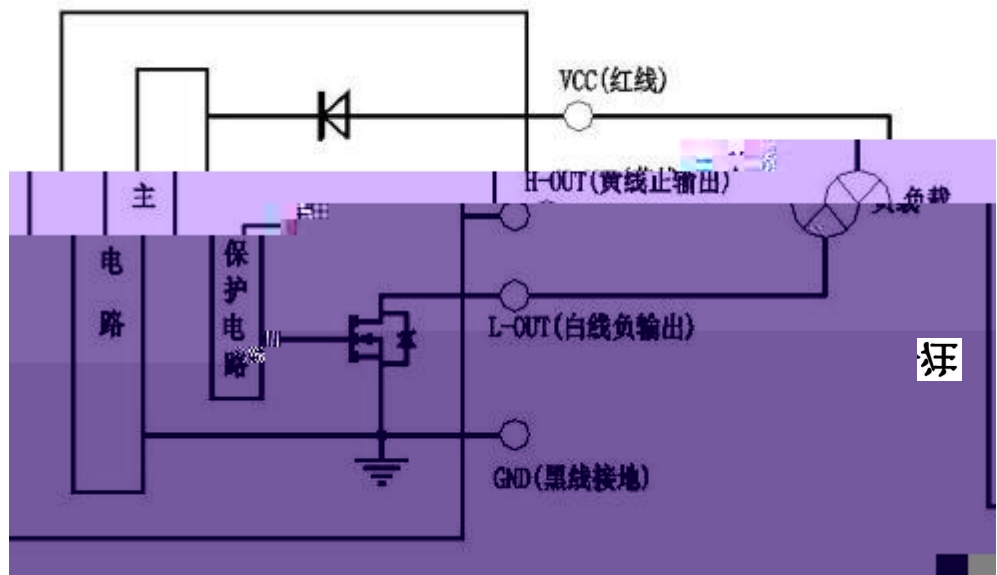 VCC(红线)
H-OUT(黄线正输出)
主
电
路
保
护
电
路
负载
L-OUT(白线负输出)
GND(黑线接地)